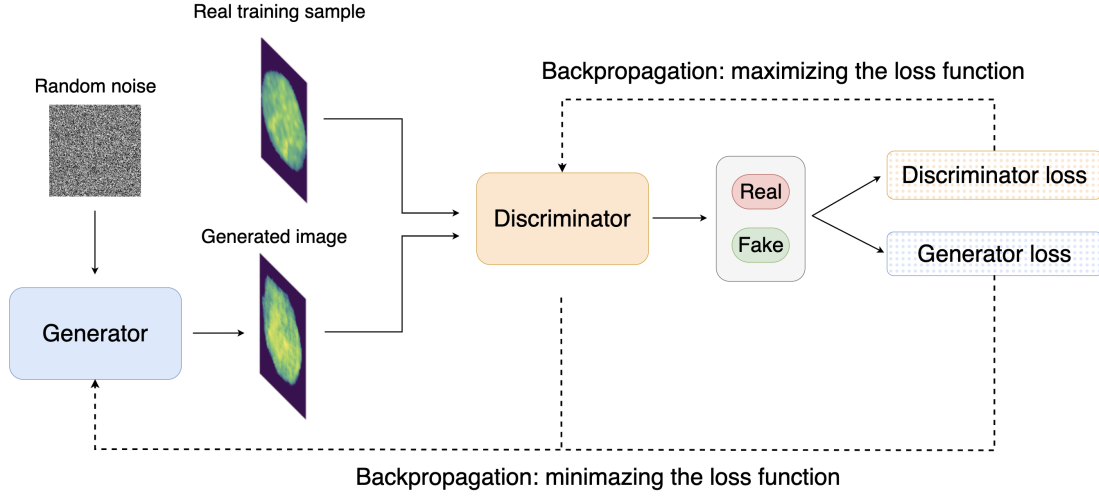 Real training sample
Backpropagation: maximizing the loss function
Random noise
Discriminator loss
Real
Discriminator
Generated image
Fake
Generator loss
Generator
Backpropagation: minimazing the loss function